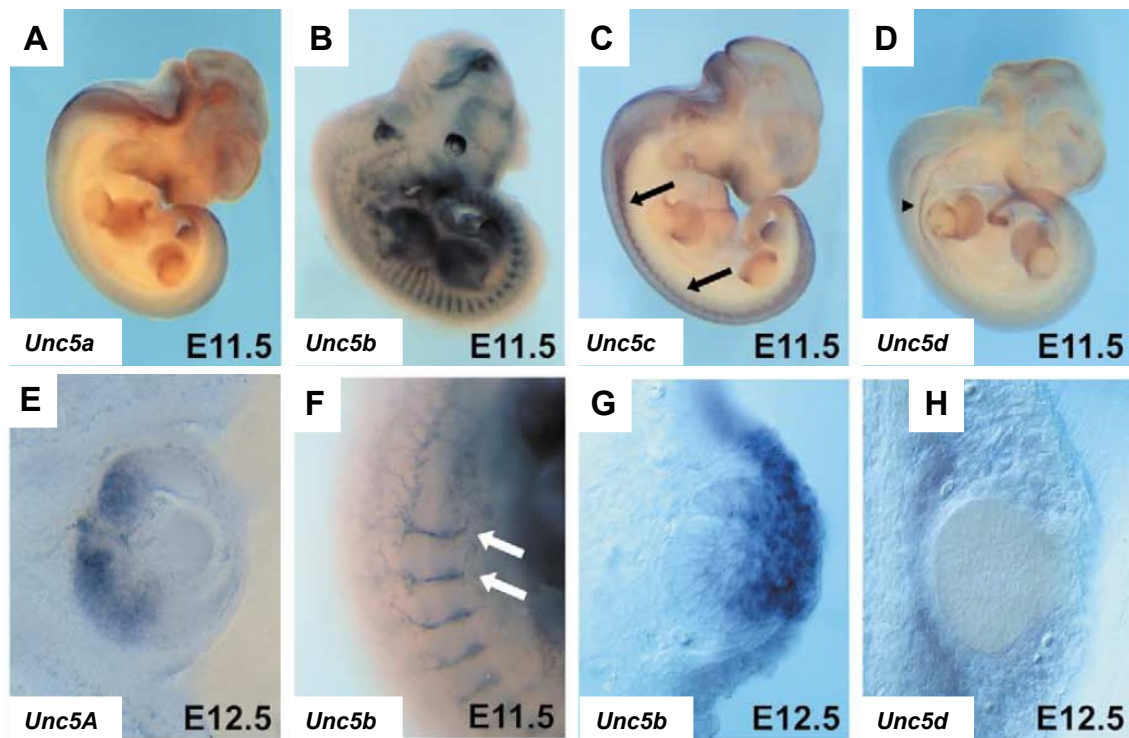 A
B
C
D
Unc5a E11.5
Unc5b E11.5
Unc5c E11.5
Unc5d E11.5
E
F
G
H
Unc5A E12.5
Unc5b E11.5
Unc5b E12.5
Unc5d E12.5